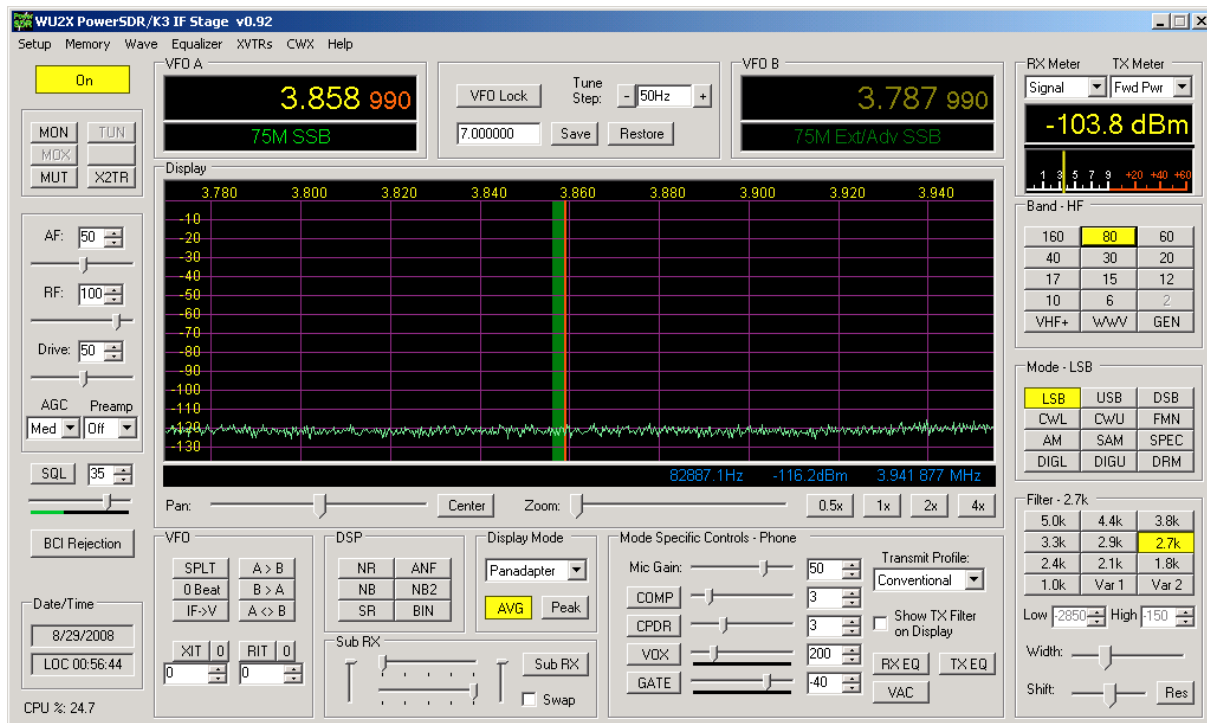 WU2X PowerSDR/K3 IF Stage v0.92
Setup Memory Wave Equalizer XVTRs CWX Help
On
MON TUN
MOX
MUT X2TR
AF: 50
RF: 100
Drive: 50
AGC Preamp
Med Off
SQL 35
BCI Rejection
Date/Time
8/29/2008
LOC 00:56:44
CPU %: 24.7
VFO A
3.858 990
75M SSB
VFO Lock
Tune Step: - 50Hz +
7.000000 Save Restore
VFO B
3.787 990
75M Ext/Adv SSB
Display
3.780 3.800 3.820 3.840 3.860 3.880 3.900 3.920 3.940
-10
-20
-30
-40
-50
-60
-70
-80
-90
-100
-110
-120
-130
82887.1Hz -116.2dBm 3.941 877 MHz
Pan: Center Zoom: 0.5x 1x 2x 4x
VFO
SPLT A > B
0 Beat B > A
IF->V A <> B
XIT 0 RIT 0
0 0
DSP
NR ANF
NB NB2
SR BIN
Display Mode
Panadapter
AVG Peak
Sub RX
Sub RX
Swap
Mode Specific Controls - Phone
Mic Gain: 50
COMP 3
CPDR 3
VOX 200
GATE -40
Transmit Profile:
Conventional
Show TX Filter
on Display
RX EQ TX EQ
VAC
RX Meter TX Meter
Signal Fwd Pwr
-103.8 dBm
1 3 5 7 9 +20 +40 +60
Band - HF
160 80 60
40 30 20
17 15 12
10 6 2
VHF+ WWV GEN
Mode - LSB
LSB USB DSB
CWL CWU FMN
AM SAM SPEC
DIGL DIGU DRM
Filter - 2.7k
5.0k 4.4k 3.8k
3.3k 2.9k 2.7k
2.4k 2.1k 1.8k
1.0k Var 1 Var 2
Low -2850 High -150
Width:
Shift: Res